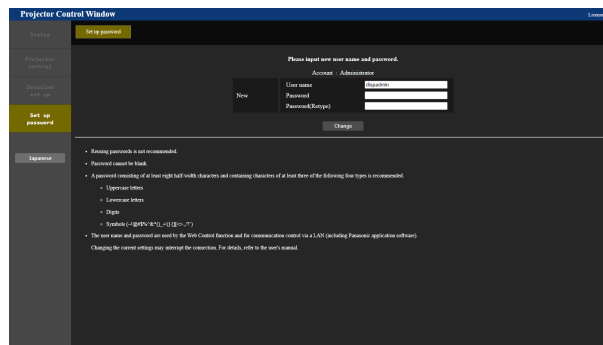 Projector Control Window
License
Status
Set up password
Projector
control
Detailed
set up
Set up
password
Japanese
Please input new user name and password.
Account : Administrator
New
User name
dispadmin
Password
Password(Retype)
Change
• Reusing passwords is not recommended.
• Password cannot be blank.
• A password consisting of at least eight half-width characters and containing characters of at least three of the following four types is recommended.
Uppercase letters
Lowercase letters
Digits
Symbols
• The user name and password are used by the Web Control function and for communication control via a LAN (including Panasonic application software).
Changing the current settings may interrupt the connection. For details, refer to the user's manual.